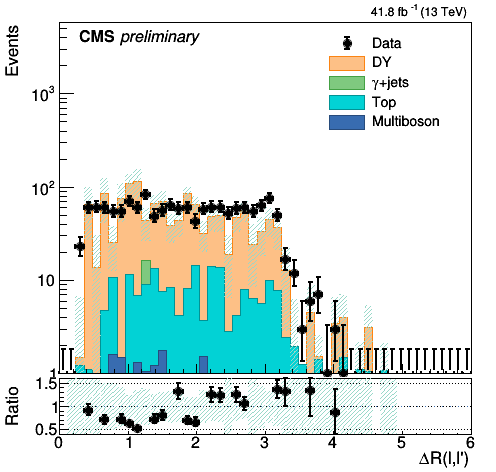 41.8 fb⁻¹ (13 TeV)
CMS preliminary
Events
Data
DY
γ+jets
Top
Multiboson
10³
10²
10
1
Ratio
1.5
1
0.5
0 1 2 3 4 5 6
ΔR(l,l')